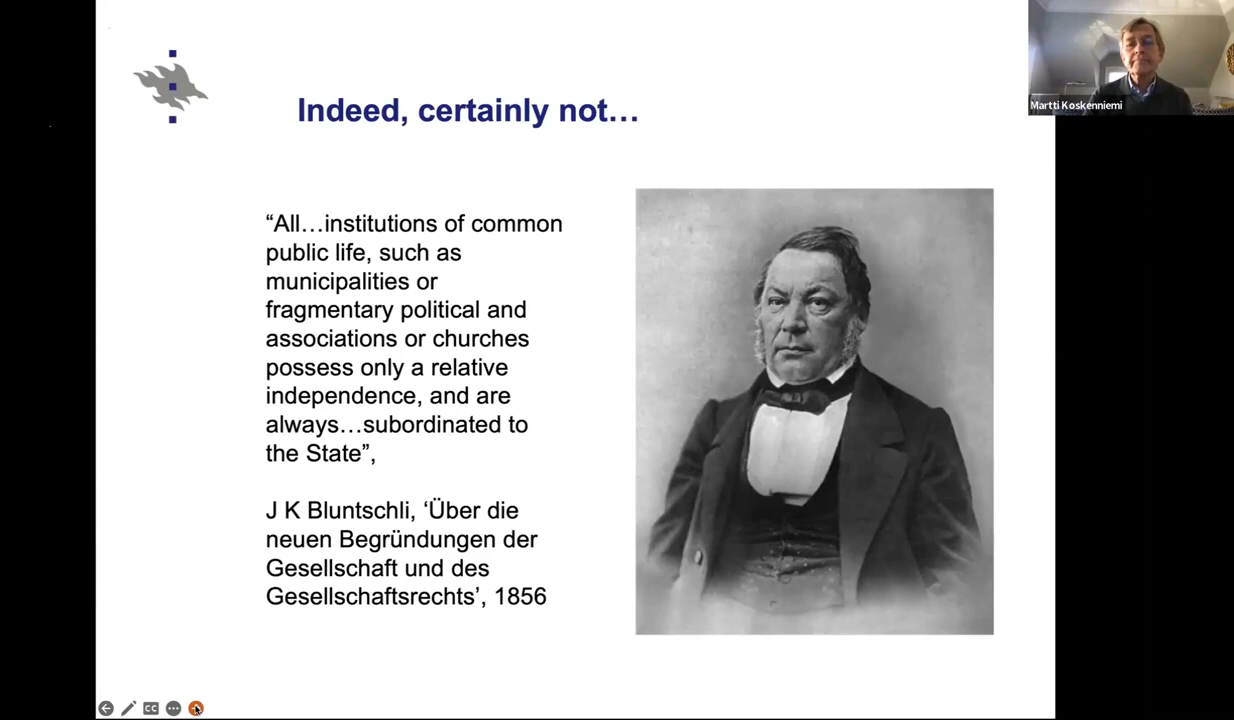 Martti Koskenniemi
Indeed, certainly not…
“All…institutions of common
public life, such as
municipalities or
fragmentary political and
associations or churches
possess only a relative
independence, and are
always…subordinated to
the State”,
J K Bluntschli, ‘Über die
neuen Begründungen der
Gesellschaft und des
Gesellschaftsrechts’, 1856
CC